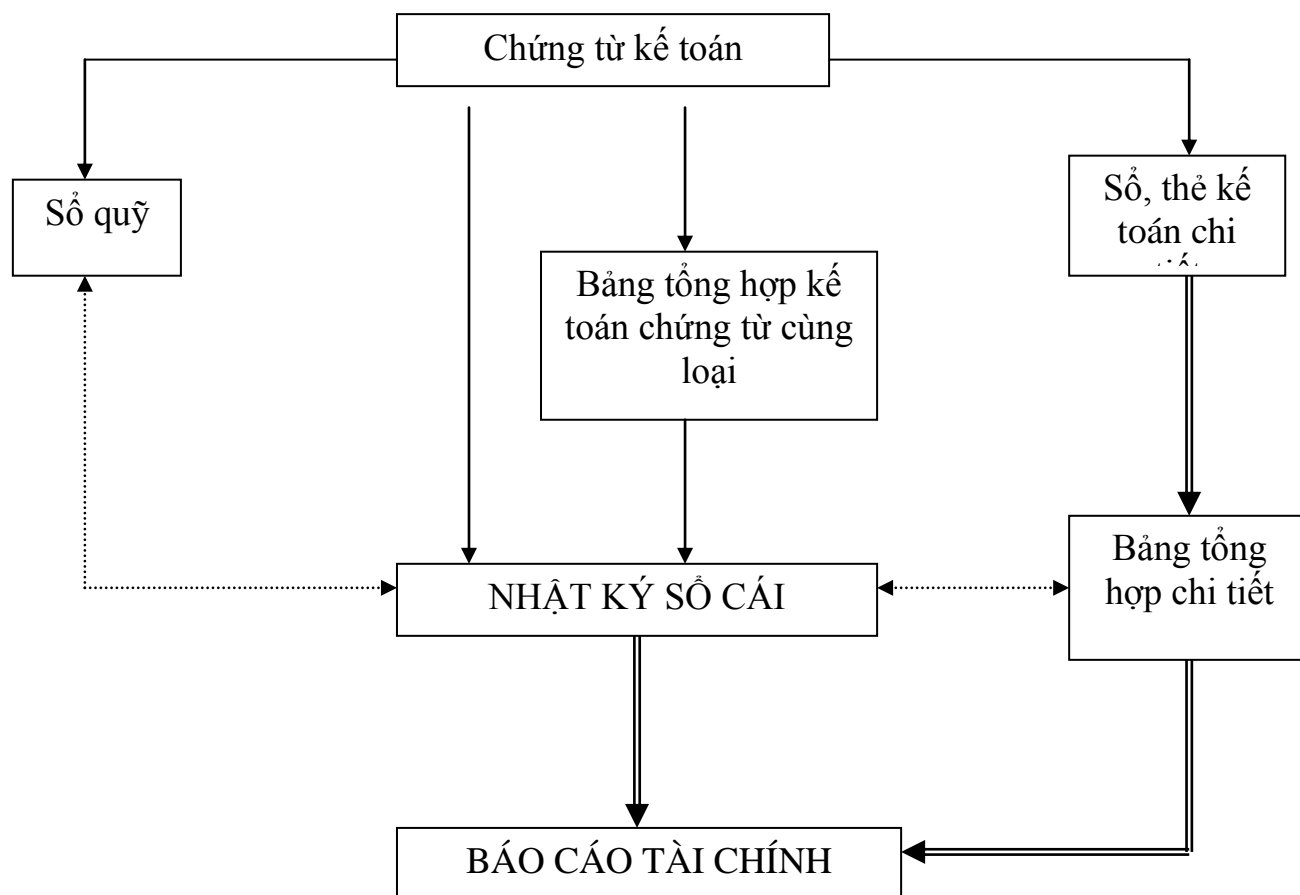 Chứng từ kế toán
Sổ quỹ
Sổ, thẻ kế
toán chi
Bảng tổng hợp kế
toán chứng từ cùng
loại
Bảng tổng
hợp chi tiết
NHẬT KÝ SỔ CÁI
BÁO CÁO TÀI CHÍNH